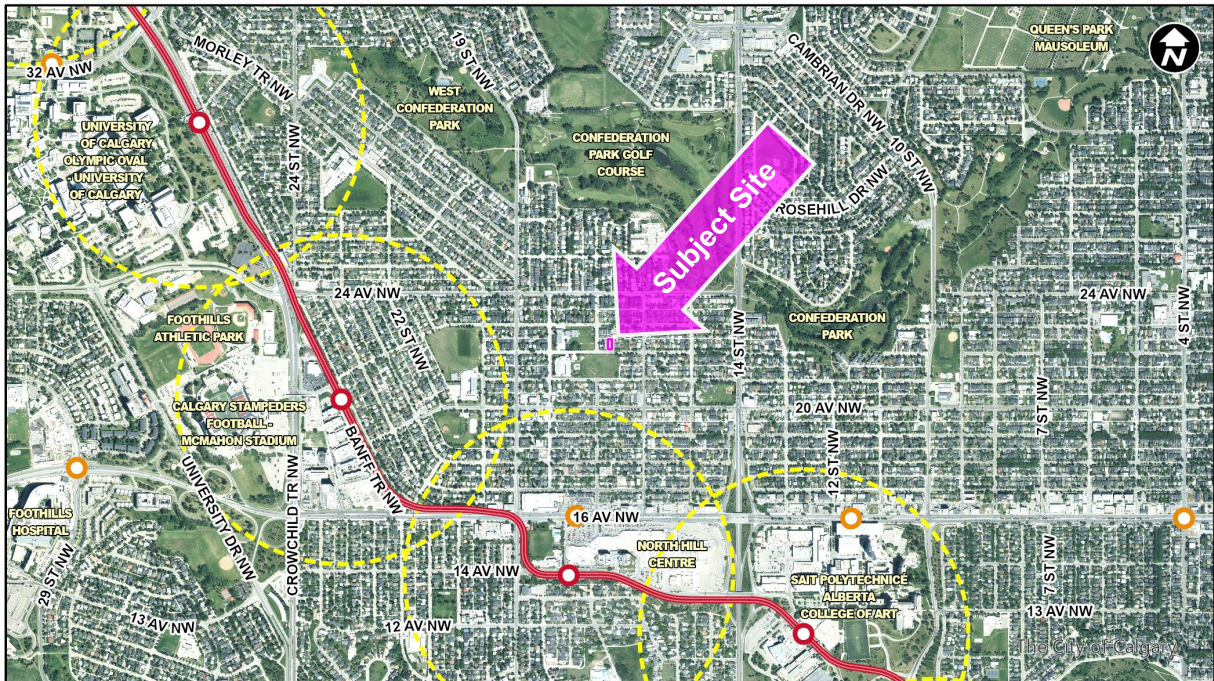 QUEEN'S PARK
MAUSOLEUM
N
32 AV NW
MORLEY TR NW
19 ST NW
CAMBRIAN DR NW
WEST
CONFEDERATION
PARK
UNIVERSITY
OF CALGARY
OLYMPIC OVAL
- UNIVERSITY
OF CALGARY
24 ST NW
CONFEDERATION
PARK GOLF
COURSE
10 ST NW
ROSEHILL DR NW
Subject Site
24 AV NW
24 AV NW
FOOTHILLS
ATHLETIC PARK
22 ST NW
14 ST NW
CONFEDERATION
PARK
4 ST NW
CALGARY STAMPEDERS
FOOTBALL -
MCMAHON STADIUM
20 AV NW
7 ST NW
BANFF TR NW
12 ST NW
UNIVERSITY DR NW
CROWCHILD TR NW
FOOTHILLS
HOSPITAL
16 AV NW
29 ST NW
14 AV NW
NORTH HILL
CENTRE
7 ST NW
SAIT POLYTECHNIC
ALBERTA
COLLEGE OF ART
13 AV NW
12 AV NW
13 AV NW
The City of Calgary